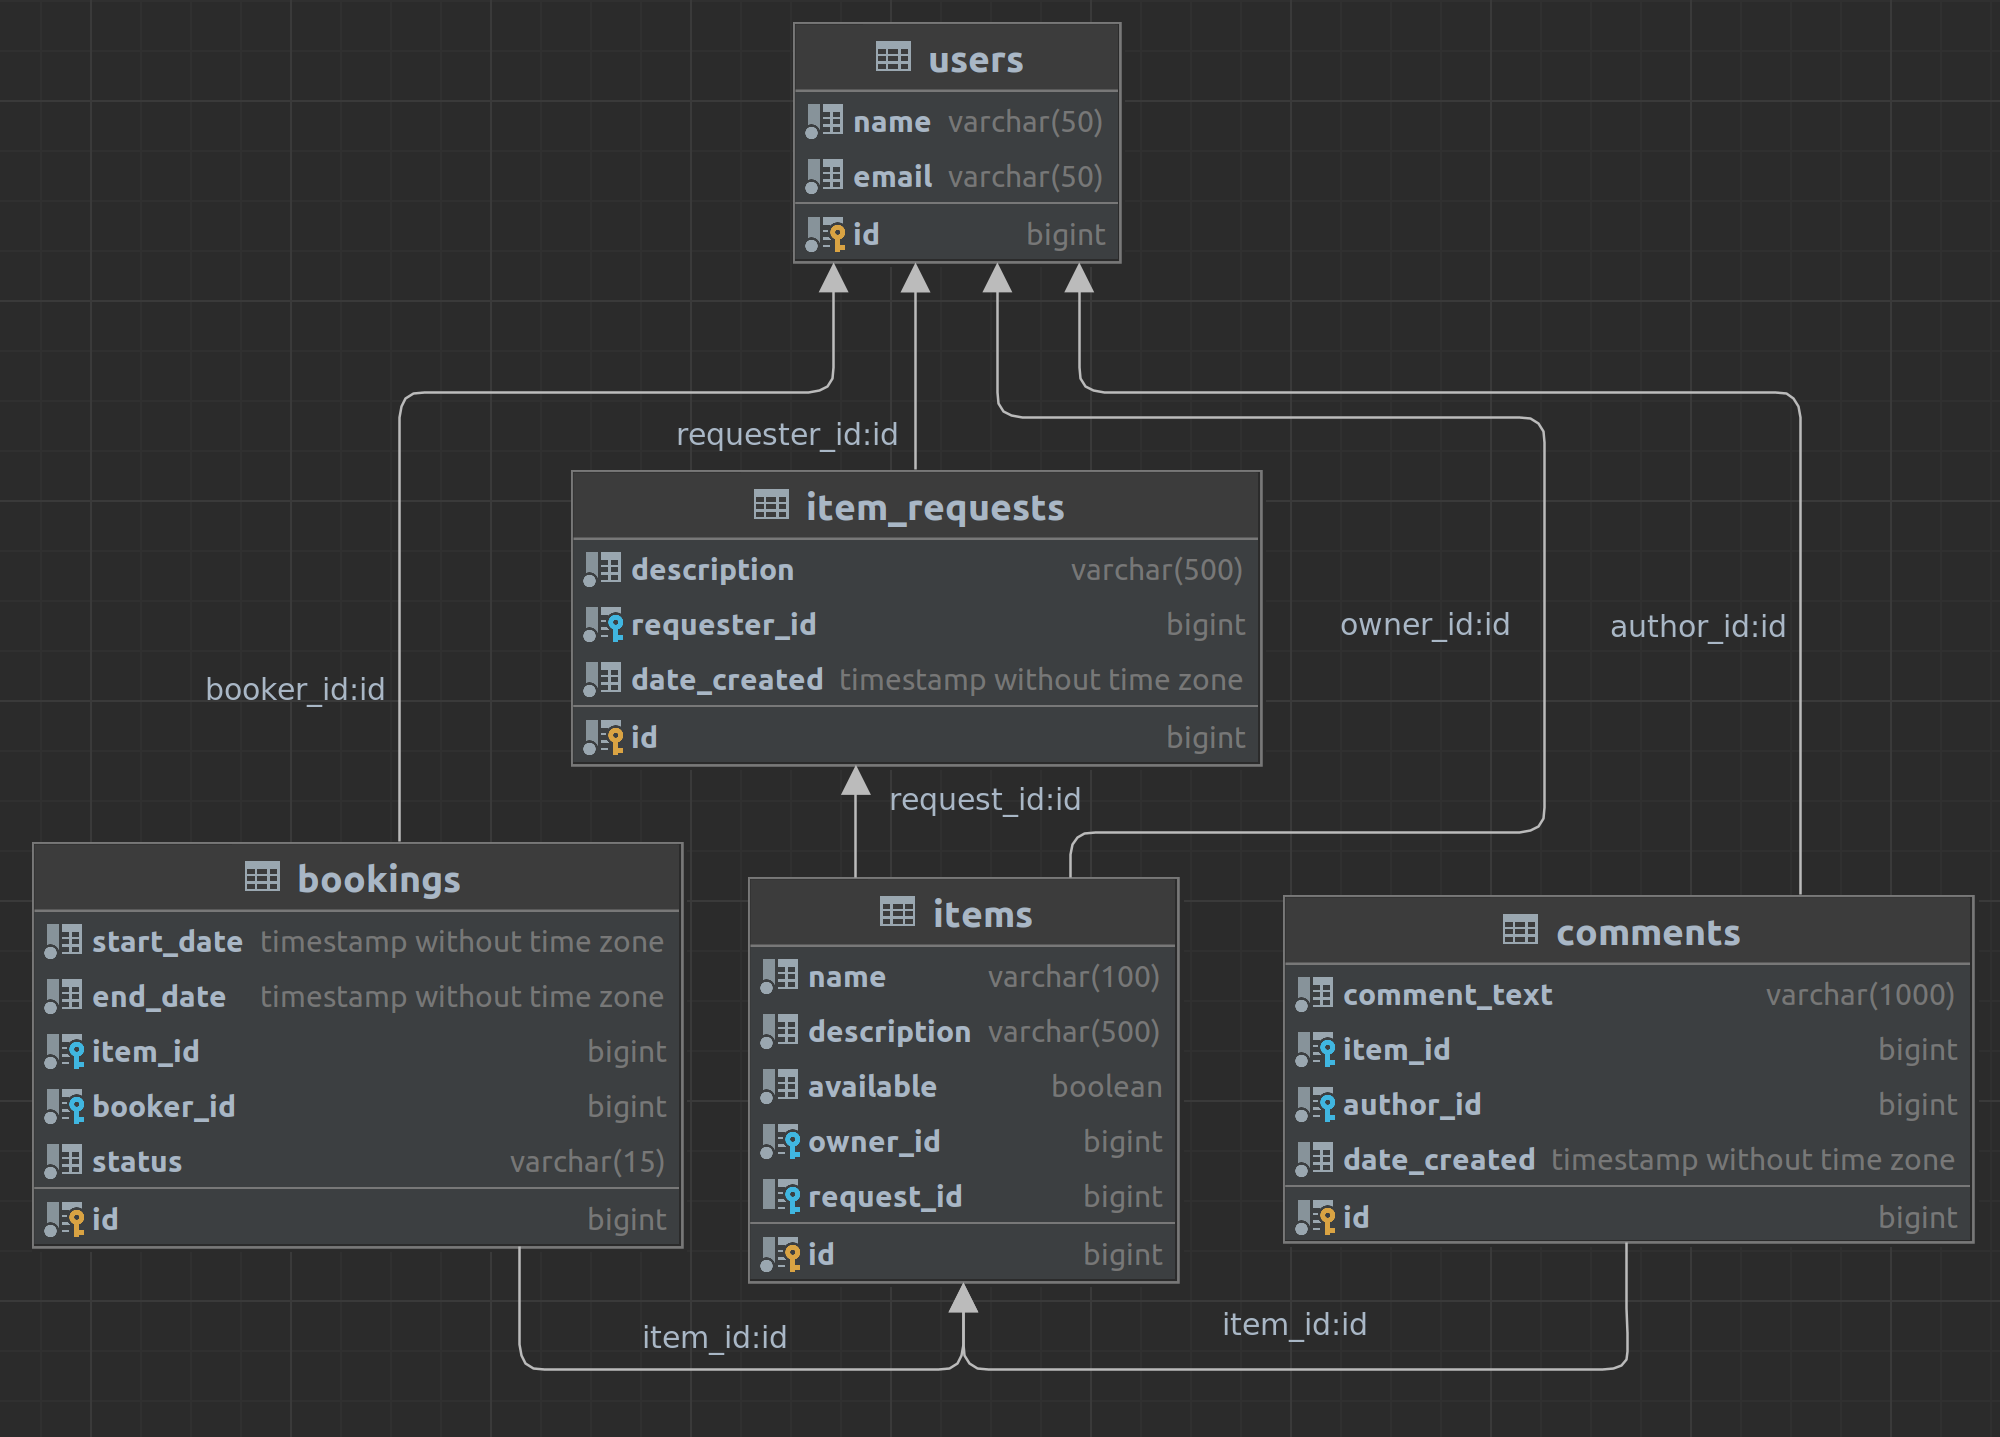 users
name varchar(50)
email varchar(50)
id bigint
requester_id:id
item_requests
description varchar(500)
requester_id bigint
date_created timestamp without time zone
id bigint
owner_id:id
author_id:id
booker_id:id
request_id:id
bookings
start_date timestamp without time zone
end_date timestamp without time zone
item_id bigint
booker_id bigint
status varchar(15)
id bigint
items
name varchar(100)
description varchar(500)
available boolean
owner_id bigint
request_id bigint
id bigint
comments
comment_text varchar(1000)
item_id bigint
author_id bigint
date_created timestamp without time zone
id bigint
item_id:id
item_id:id